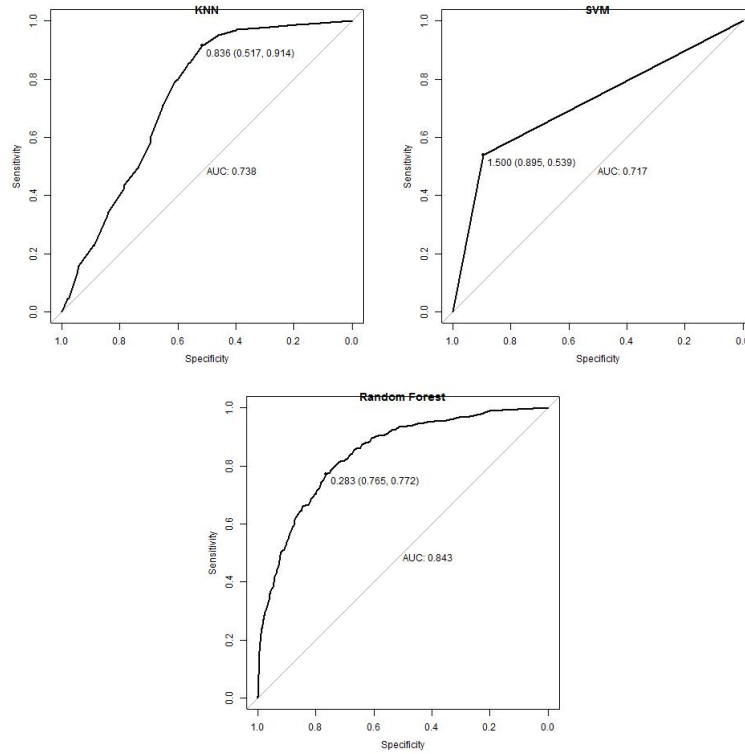 KNN
1.0
0.8
0.6
0.4
0.2
0.0
Sensitivity
0.836 (0.517, 0.914)
AUC: 0.738
1.0 0.8 0.6 0.4 0.2 0.0
Specificity
SVM
1.0
0.8
0.6
0.4
0.2
0.0
Sensitivity
1.500 (0.895, 0.539)
AUC: 0.717
1.0 0.8 0.6 0.4 0.2 0.0
Specificity
Random Forest
1.0
0.8
0.6
0.4
0.2
0.0
Sensitivity
0.283 (0.765, 0.772)
AUC: 0.843
1.0 0.8 0.6 0.4 0.2 0.0
Specificity